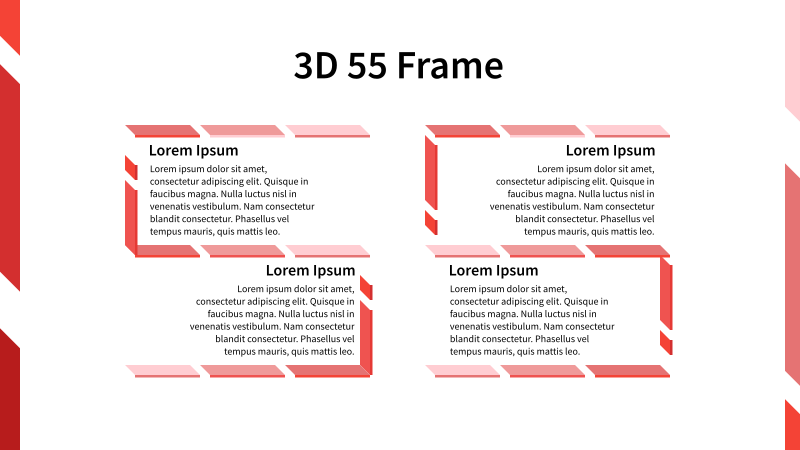 3D 55 Frame
Lorem Ipsum
Lorem ipsum dolor sit amet,
consectetur adipiscing elit. Quisque in
faucibus magna. Nulla luctus nisl in
venenatis vestibulum. Nam consectetur
blandit consectetur. Phasellus vel
tempus mauris, quis mattis leo.
Lorem Ipsum
Lorem ipsum dolor sit amet,
consectetur adipiscing elit. Quisque in
faucibus magna. Nulla luctus nisl in
venenatis vestibulum. Nam consectetur
blandit consectetur. Phasellus vel
tempus mauris, quis mattis leo.
Lorem Ipsum
Lorem ipsum dolor sit amet,
consectetur adipiscing elit. Quisque in
faucibus magna. Nulla luctus nisl in
venenatis vestibulum. Nam consectetur
blandit consectetur. Phasellus vel
tempus mauris, quis mattis leo.
Lorem Ipsum
Lorem ipsum dolor sit amet,
consectetur adipiscing elit. Quisque in
faucibus magna. Nulla luctus nisl in
venenatis vestibulum. Nam consectetur
blandit consectetur. Phasellus vel
tempus mauris, quis mattis leo.